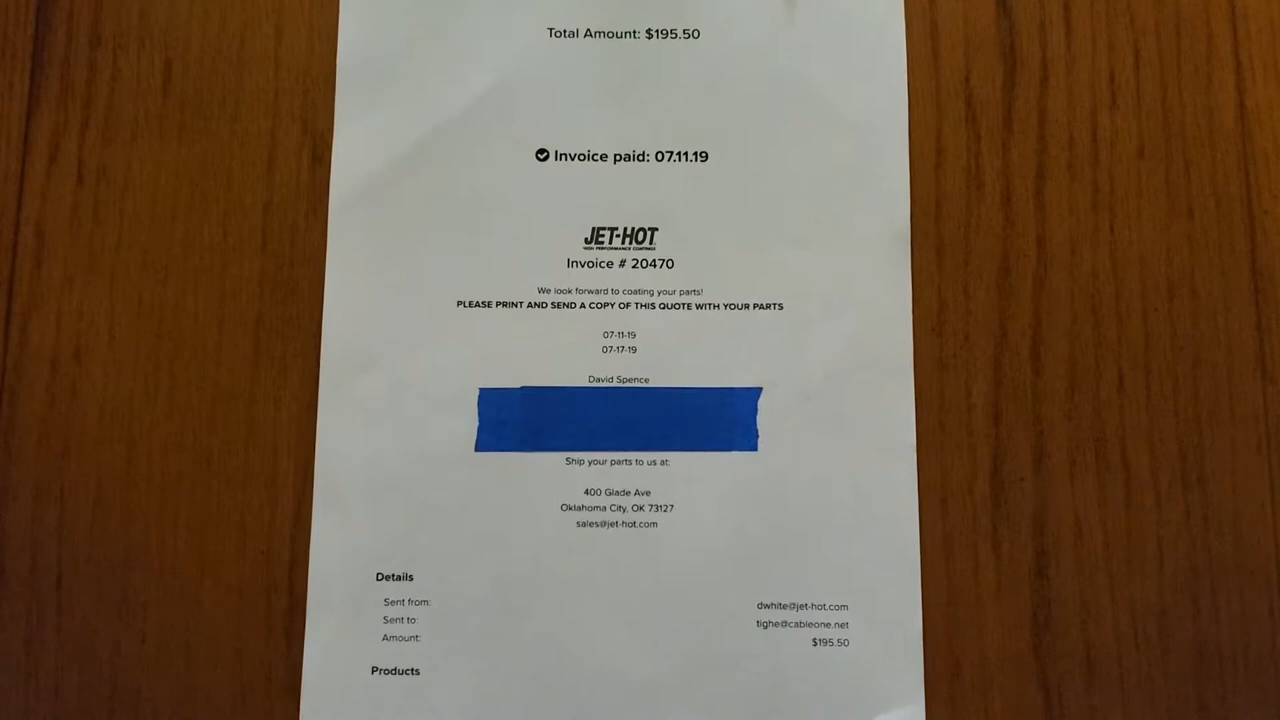 Total Amount: $195.50
Invoice paid: 07.11.19
JET-HOT
HIGH PERFORMANCE COATINGS
Invoice # 20470
We look forward to coating your parts!
PLEASE PRINT AND SEND A COPY OF THIS QUOTE WITH YOUR PARTS
07-11-19
07-17-19
David Spence
Ship your parts to us at:
400 Glade Ave
Oklahoma City, OK 73127
sales@jet-hot.com
Details
Sent from: dwhite@jet-hot.com
Sent to: tighe@cableone.net
Amount: $195.50
Products